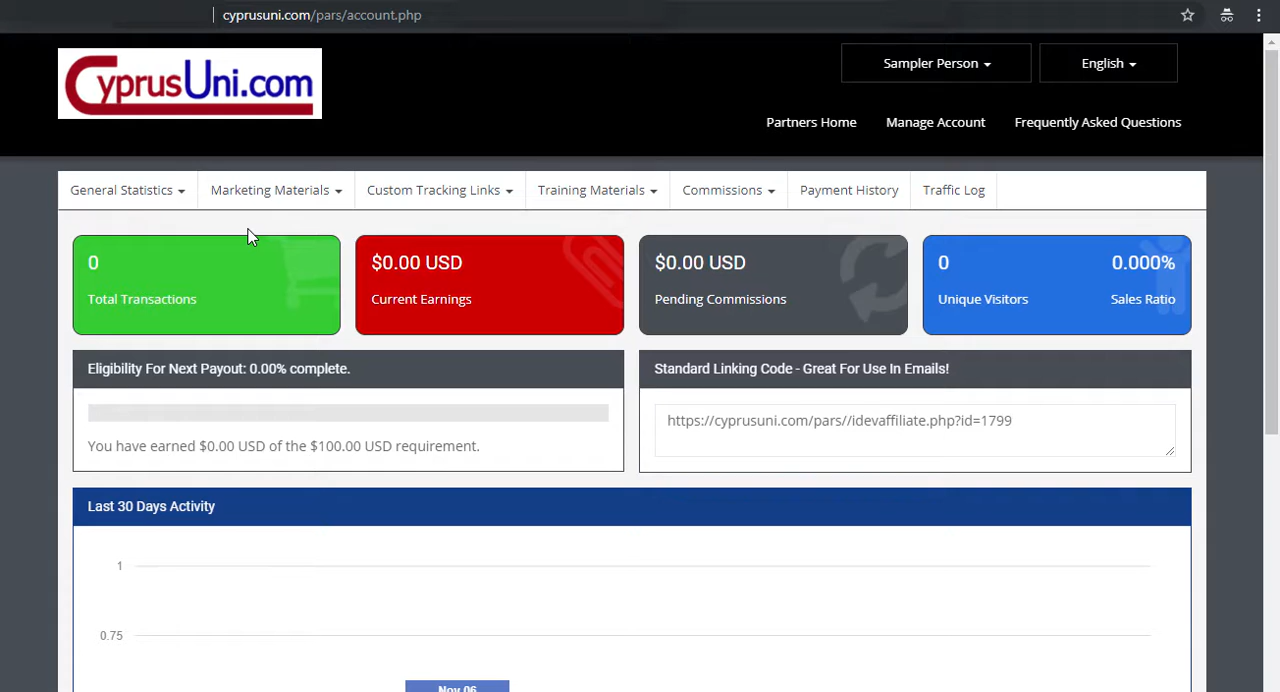 cyprusuni.com/pars/account.php
CyprusUni.com
Sampler Person
English
Partners Home
Manage Account
Frequently Asked Questions
General Statistics
Marketing Materials
Custom Tracking Links
Training Materials
Commissions
Payment History
Traffic Log
0
Total Transactions
$0.00 USD
Current Earnings
$0.00 USD
Pending Commissions
0
0.000%
Unique Visitors
Sales Ratio
Eligibility For Next Payout: 0.00% complete.
You have earned $0.00 USD of the $100.00 USD requirement.
Standard Linking Code - Great For Use In Emails!
https://cyprusuni.com/pars//idevaffiliate.php?id=1799
Last 30 Days Activity
1
0.75
Nov 06